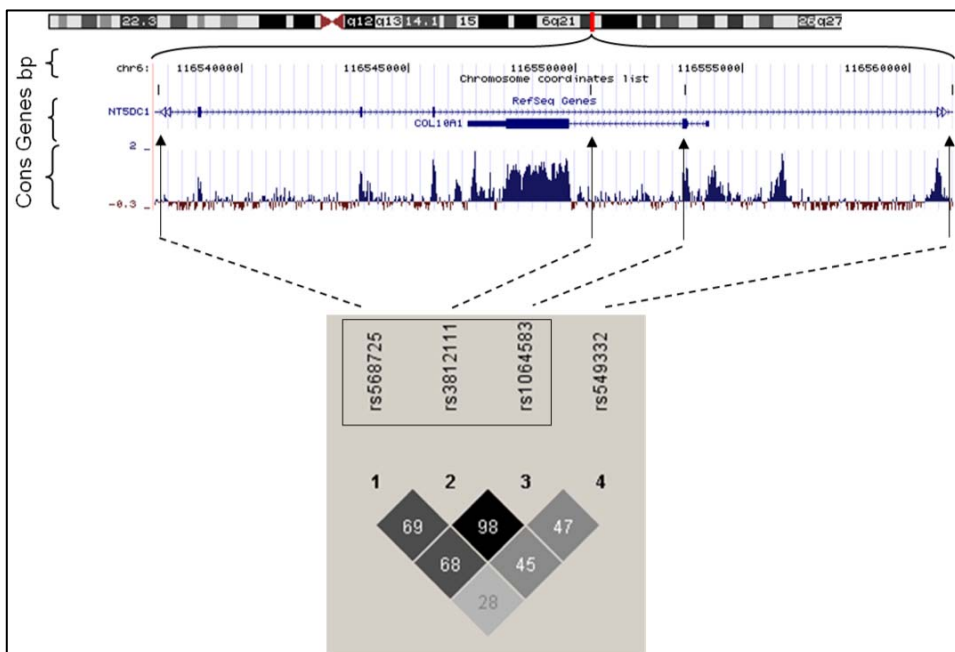 22.3 q12 q13 14.1 15 6q21 26 q27
Cons Genes bp
chr6: 116540000 116545000 116550000 116555000 116560000
Chromosome coordinates list
RefSeq Genes
NT5DC1
COL10A1
2 _
-0.3 _
rs568725 rs3812111 rs1064583 rs549332
1 2 3 4
69 98 47
68 45
28